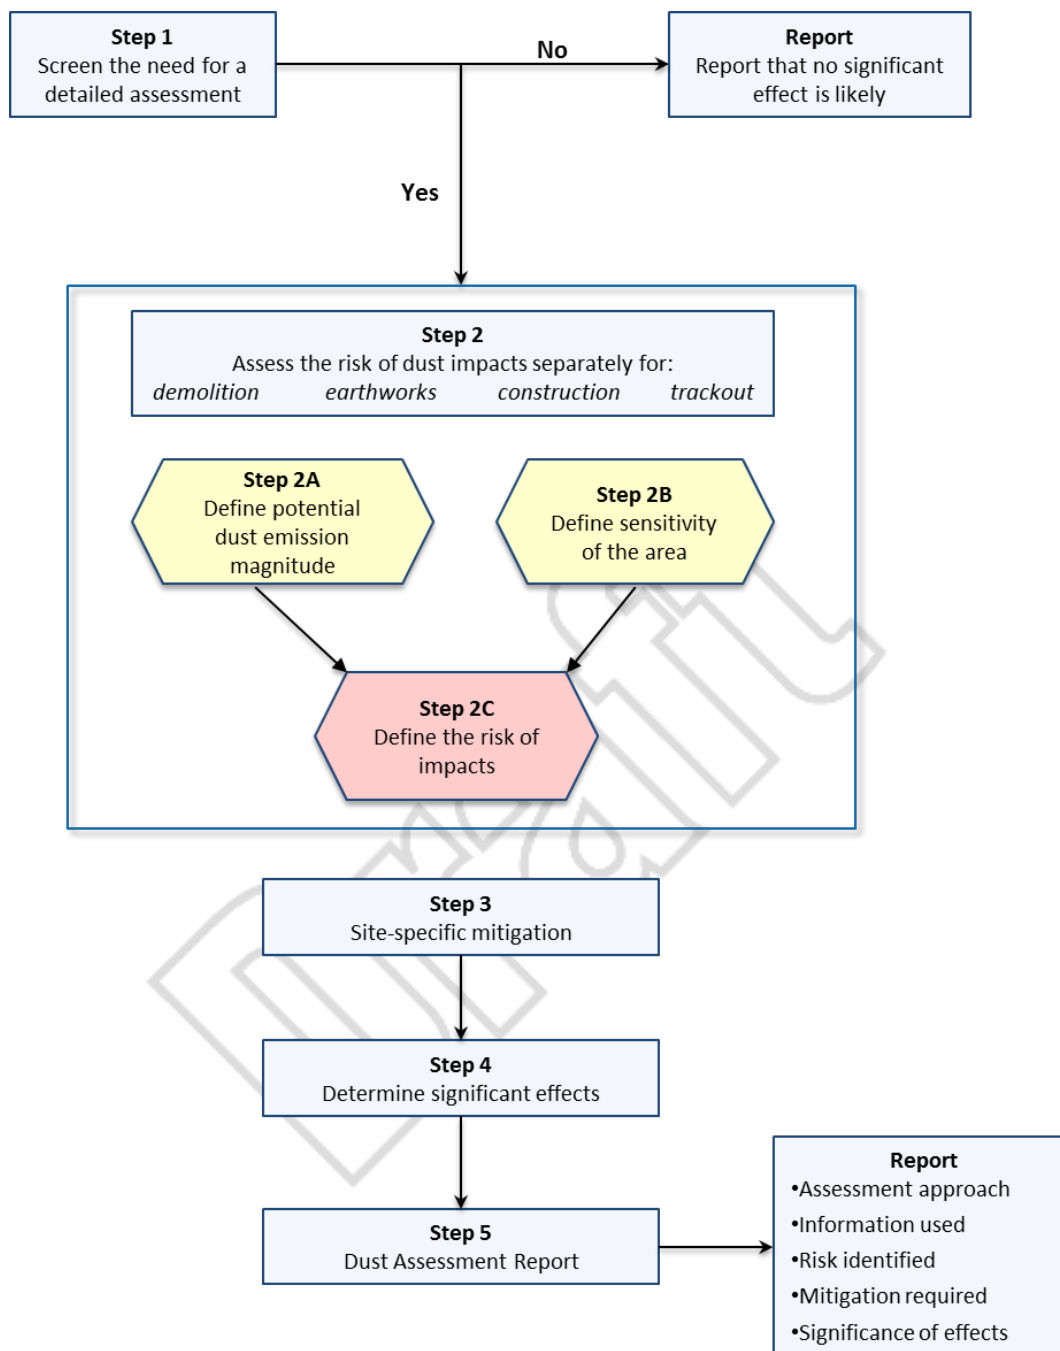 Step 1
Screen the need for a
detailed assessment
No
Report
Report that no significant
effect is likely
Yes
Step 2
Assess the risk of dust impacts separately for:
demolition earthworks construction trackout
Step 2A
Define potential
dust emission
magnitude
Step 2B
Define sensitivity
of the area
Step 2C
Define the risk of
impacts
Draft
Step 3
Site-specific mitigation
Step 4
Determine significant effects
Step 5
Dust Assessment Report
Report
•Assessment approach
•Information used
•Risk identified
•Mitigation required
•Significance of effects